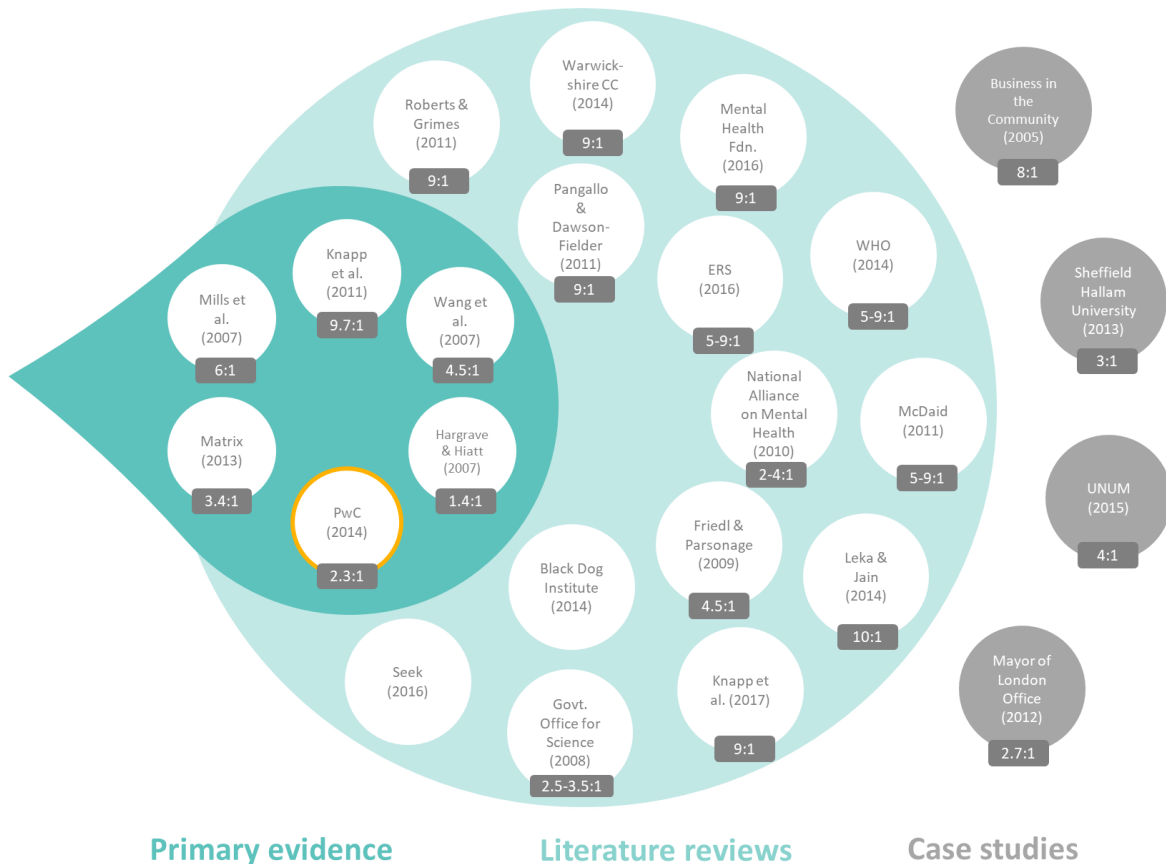 Warwick-
shire CC
(2014)
9:1
Roberts &
Grimes
(2011)
9:1
Mental
Health
Fdn.
(2016)
9:1
Business in
the
Community
(2005)
8:1
Pangallo
&
Dawson-
Fielder
(2011)
9:1
Knapp
et al.
(2011)
9.7:1
ERS
(2016)
5-9:1
WHO
(2014)
5-9:1
Sheffield
Hallam
University
(2013)
3:1
Mills et
al.
(2007)
6:1
Wang et
al.
(2007)
4.5:1
National
Alliance
on Mental
Health
(2010)
2-4:1
McDaid
(2011)
5-9:1
Matrix
(2013)
3.4:1
Hargrave
& Hiatt
(2007)
1.4:1
UNUM
(2015)
4:1
PwC
(2014)
2.3:1
Friedl &
Parsonage
(2009)
4.5:1
Black Dog
Institute
(2014)
Leka &
Jain
(2014)
10:1
Seek
(2016)
Govt.
Office for
Science
(2008)
2.5-3.5:1
Knapp
et al. (2017)
9:1
Mayor of
London
Office
(2012)
2.7:1
Primary evidence
Literature reviews
Case studies